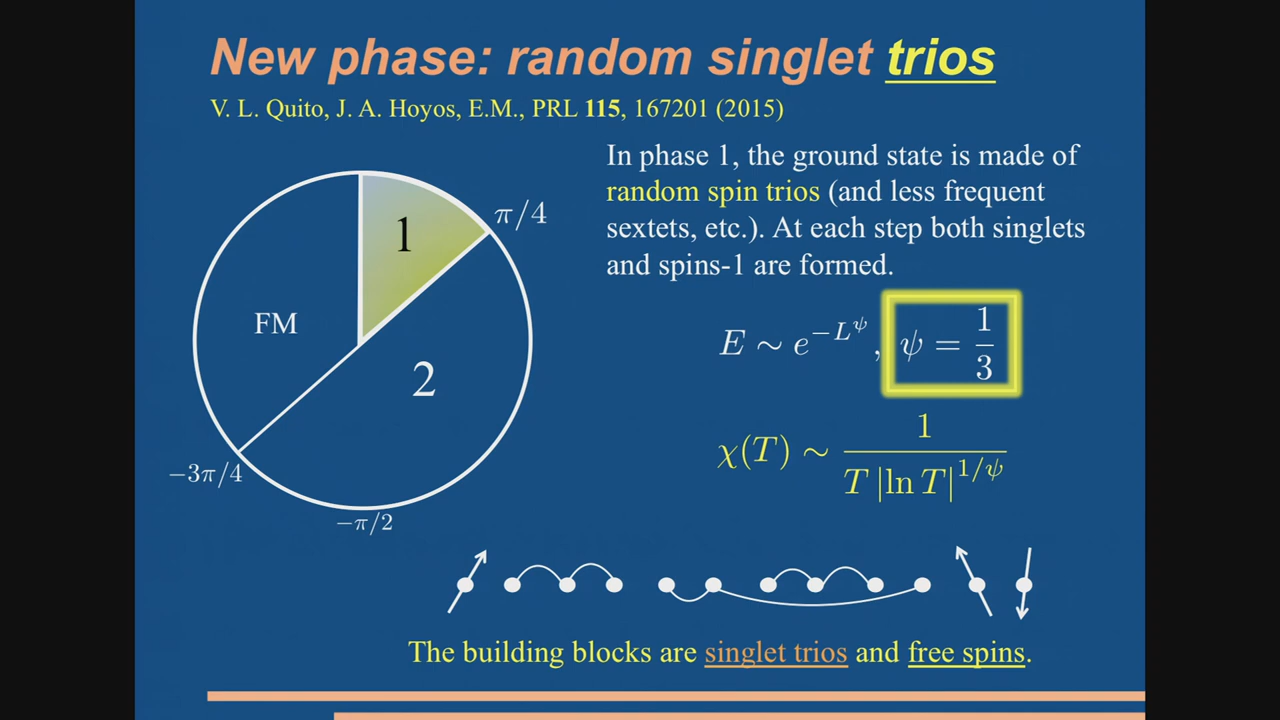 New phase: random singlet trios
V. L. Quito, J. A. Hoyos, E.M., PRL 115, 167201 (2015)
In phase 1, the ground state is made of
random spin trios (and less frequent
sextets, etc.). At each step both singlets
and spins-1 are formed.
π/4
1
FM
2
−3π/4
−π/2
E ∼ e^{−L^ψ}, ψ = 1/3
χ(T) ∼ 1 / (T |ln T|^{1/ψ})
The building blocks are singlet trios and free spins.